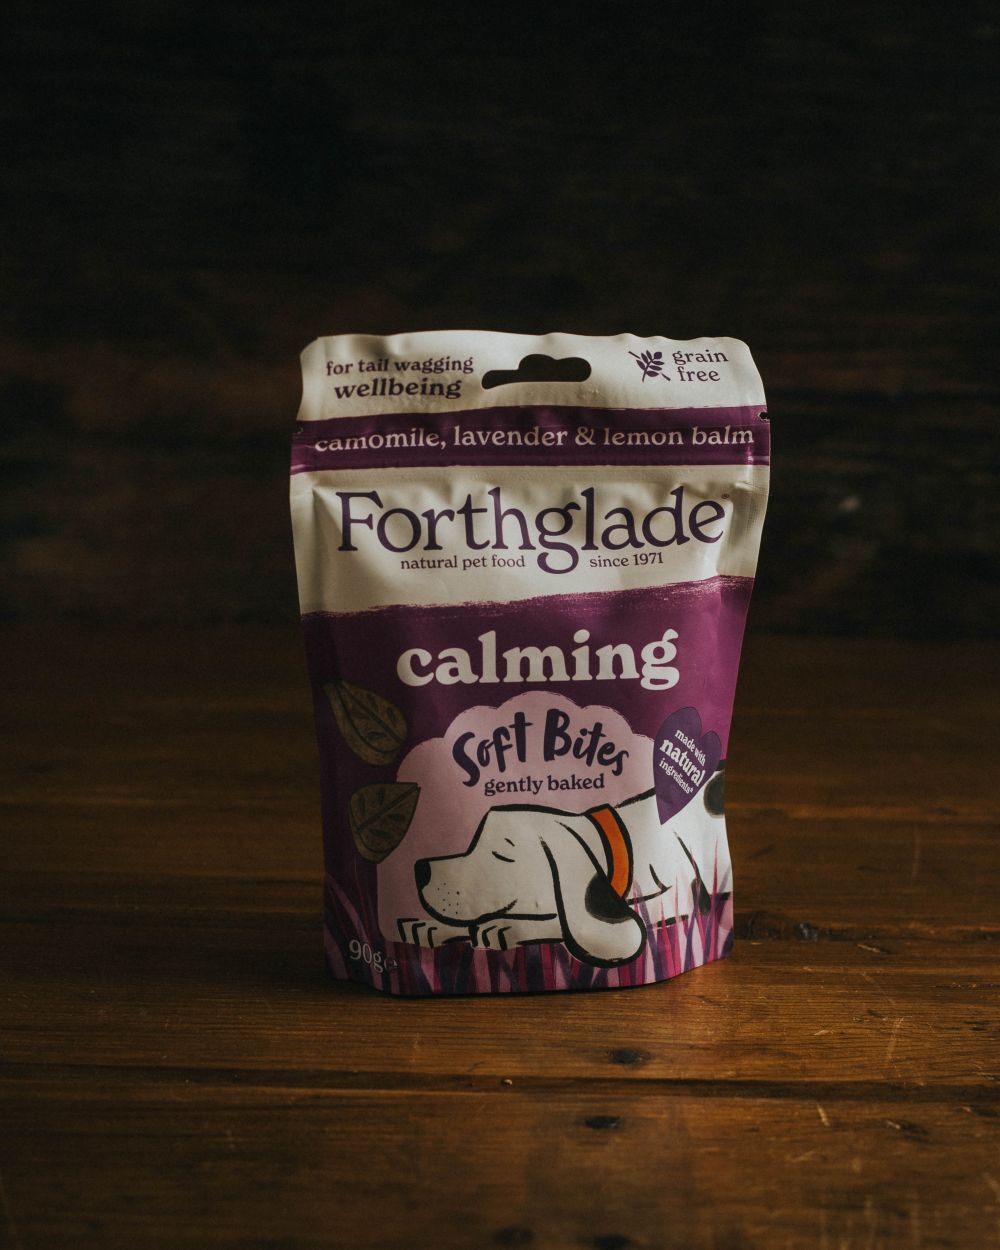 for tail wagging
wellbeing
grain
free
camomile, lavender & lemon balm
Forthglade®
natural pet food since 1971
calming
Soft Bites
gently baked
made with
natural
ingredients*
90g℮